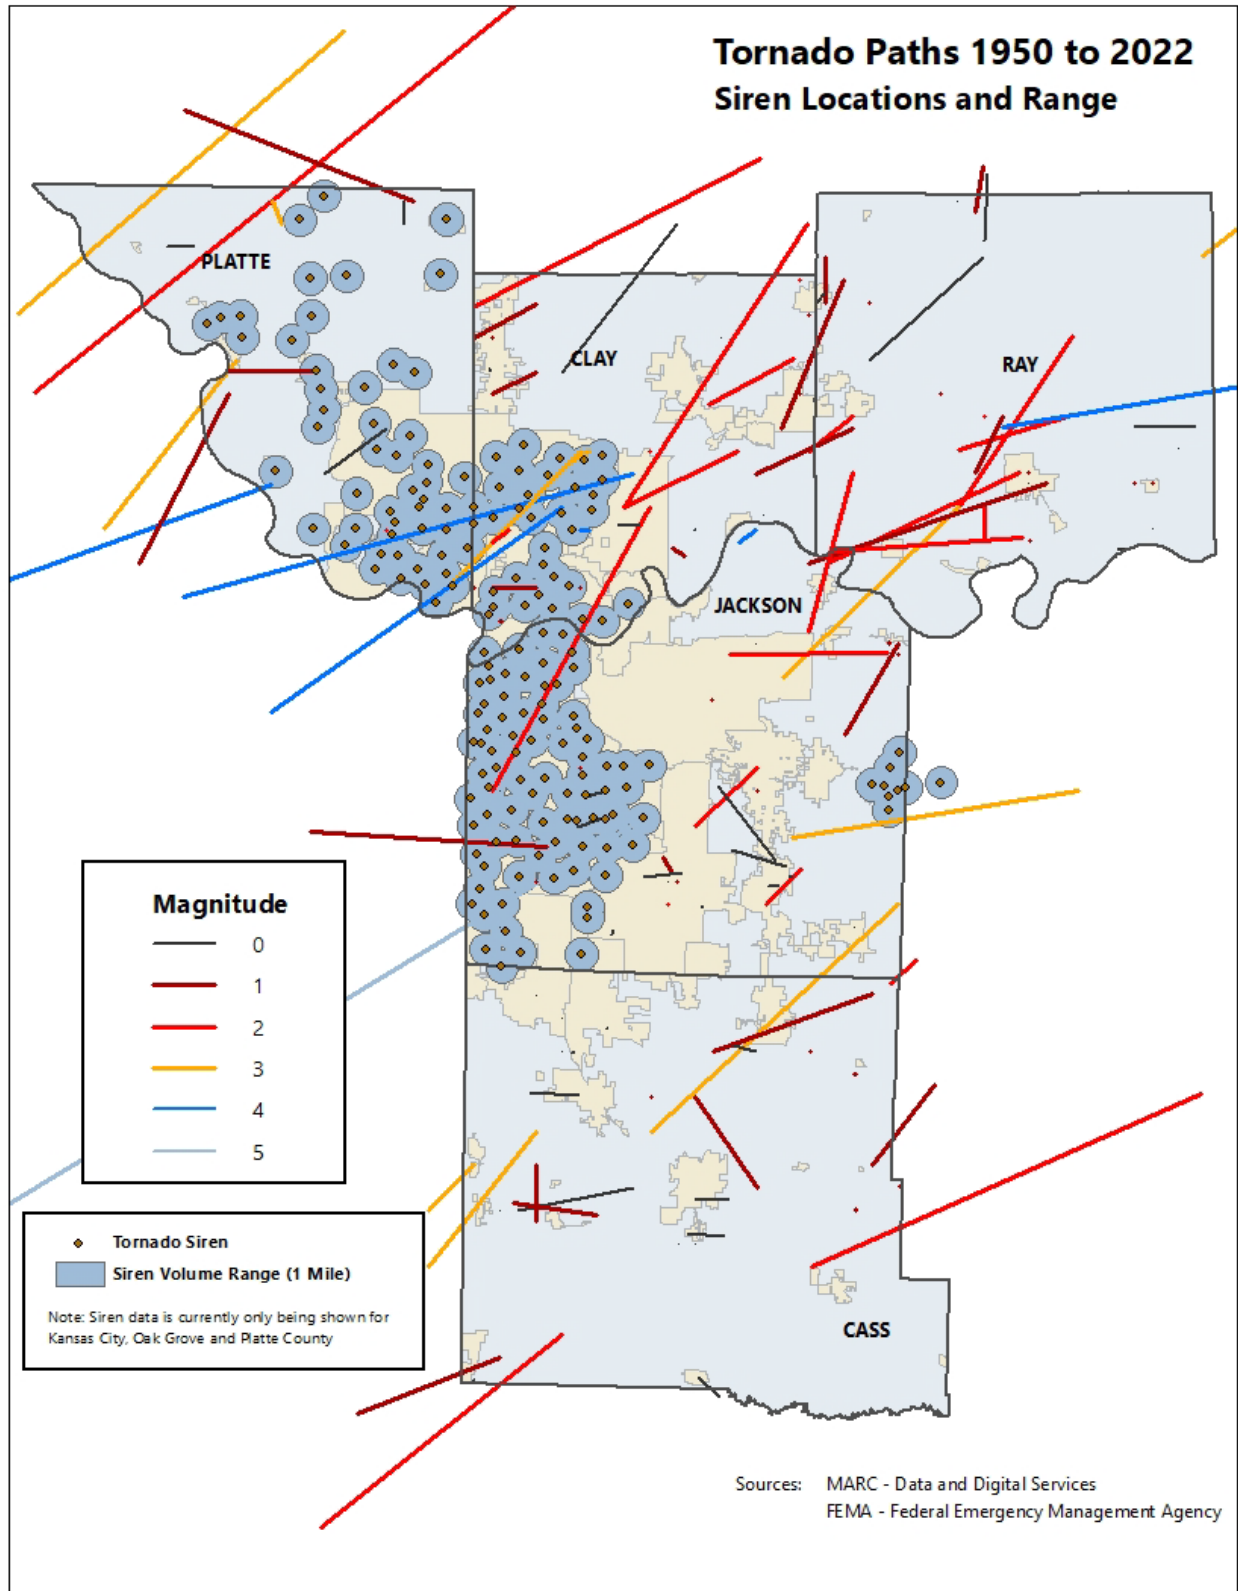 Tornado Paths 1950 to 2022
Siren Locations and Range
PLATTE
CLAY
RAY
JACKSON
Magnitude
0
1
2
3
4
5
Tornado Siren
Siren Volume Range (1 Mile)
Note: Siren data is currently only being shown for
Kansas City, Oak Grove and Platte County
CASS
Sources: MARC - Data and Digital Services
FEMA - Federal Emergency Management Agency